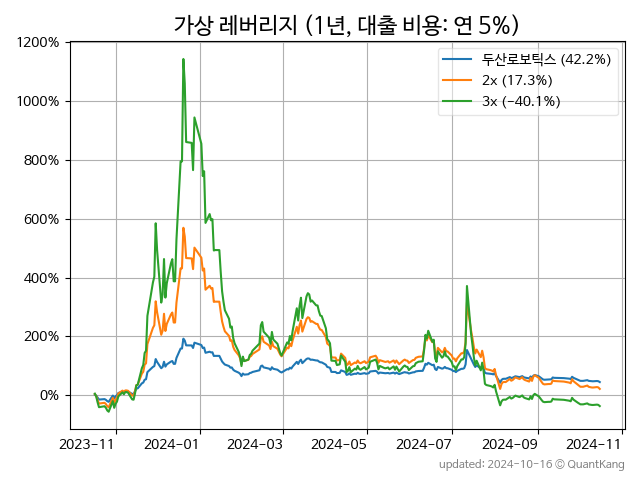 가상 레버리지 (1년, 대출 비용: 연 5%)
1200%
1000%
800%
600%
400%
200%
0%
두산로보틱스 (42.2%)
2x (17.3%)
3x (-40.1%)
2023-11 2024-01 2024-03 2024-05 2024-07 2024-09 2024-11
updated: 2024-10-16 © QuantKang